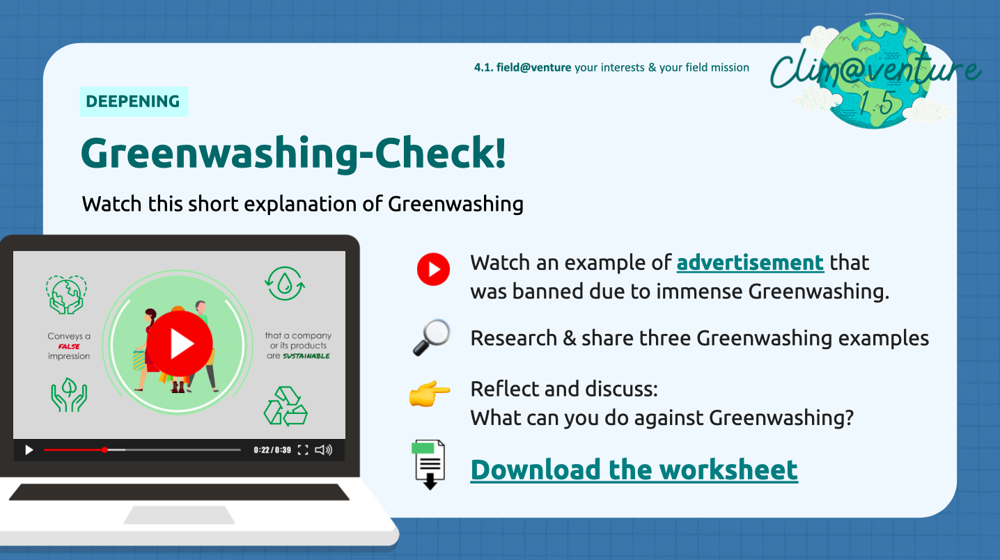 4.1. field@venture your interests & your field mission
Clim@venture
1.5
DEEPENING
Greenwashing-Check!
Watch this short explanation of Greenwashing
Conveys a
FALSE
impression
that a company
or its products
are SUSTAINABLE
0:22/0:39
Watch an example of advertisement that
was banned due to immense Greenwashing.
Research & share three Greenwashing examples
Reflect and discuss:
What can you do against Greenwashing?
Download the worksheet